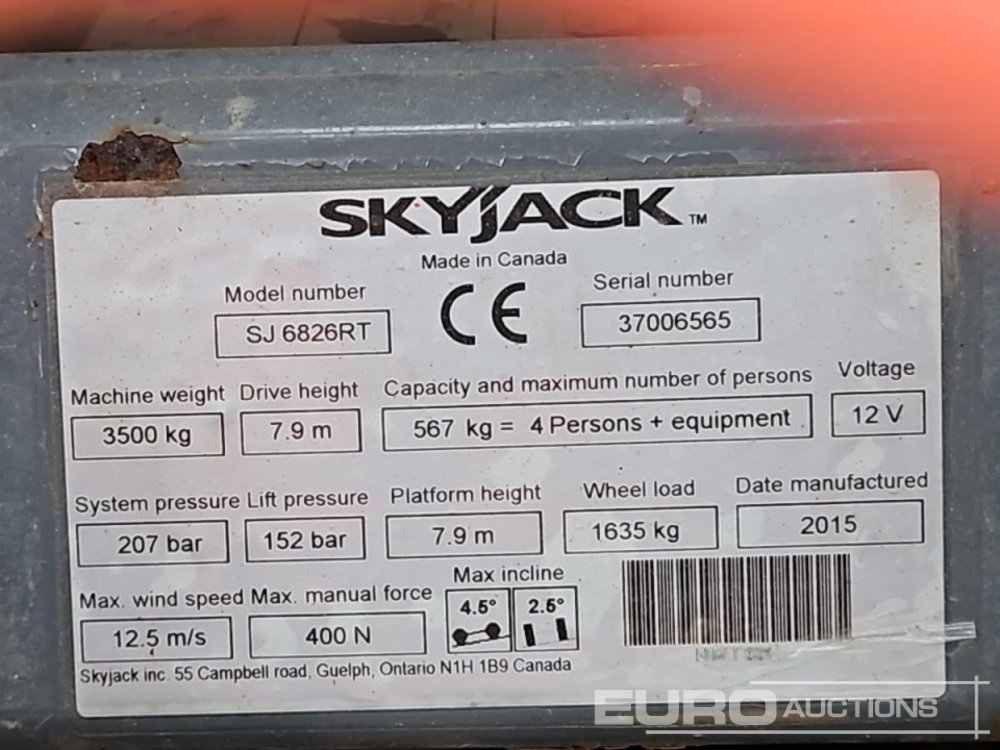 SKYJACK™
Made in Canada
Model number
SJ 6826RT
CE
Serial number
37006565
Machine weight
3500 kg
Drive height
7.9 m
Capacity and maximum number of persons
567 kg = 4 Persons + equipment
Voltage
12 V
System pressure
207 bar
Lift pressure
152 bar
Platform height
7.9 m
Wheel load
1635 kg
Date manufactured
2015
Max. wind speed
12.5 m/s
Max. manual force
400 N
Max incline
4.5° 2.5°
Skyjack inc. 55 Campbell road, Guelph, Ontario N1H 1B9 Canada
EURO AUCTIONS